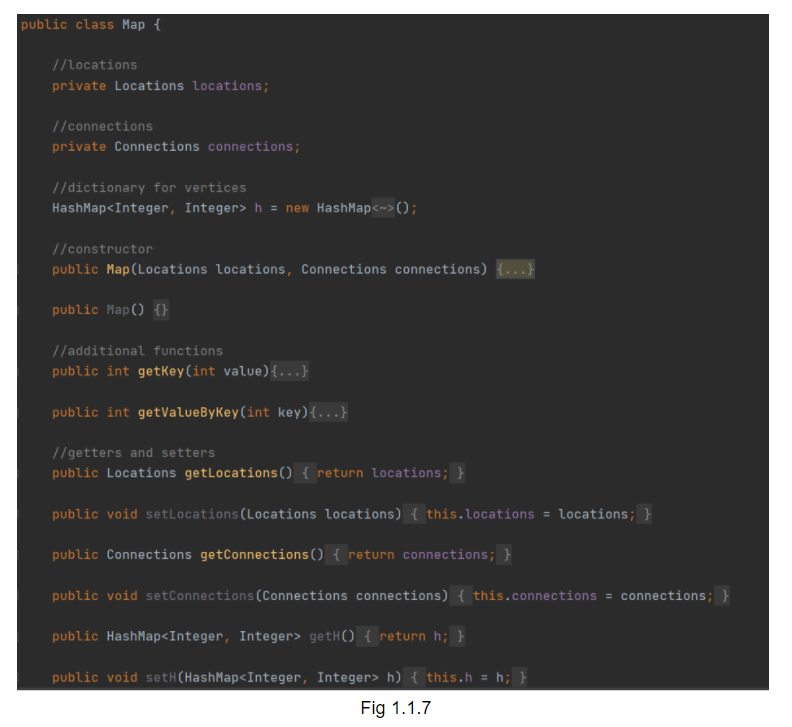 public class Map {
//locations
private Locations locations;
//connections
private Connections connections;
//dictionary for vertices
HashMap<Integer, Integer> h = new HashMap<~>();
//constructor
public Map(Locations locations, Connections connections) {...}
public Map() {}
//additional functions
public int getKey(int value){...}
public int getValueByKey(int key){...}
//getters and setters
public Locations getLocations() { return locations; }
public void setLocations(Locations locations) { this.locations = locations; }
public Connections getConnections() { return connections; }
public void setConnections(Connections connections) { this.connections = connections; }
public HashMap<Integer, Integer> getH() { return h; }
public void setH(HashMap<Integer, Integer> h) { this.h = h; }
Fig 1.1.7